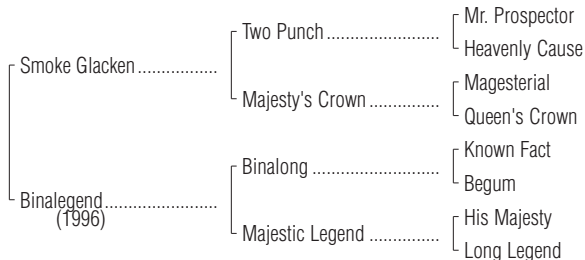 Mr. Prospector
Two Punch ..........................
Heavenly Cause
Smoke Glacken ..................
Magesterial
Majesty's Crown ................
Queen's Crown
Known Fact
Binalong .............................
Begum
Binalegend .........................
(1996)
His Majesty
Majestic Legend ................
Long Legend